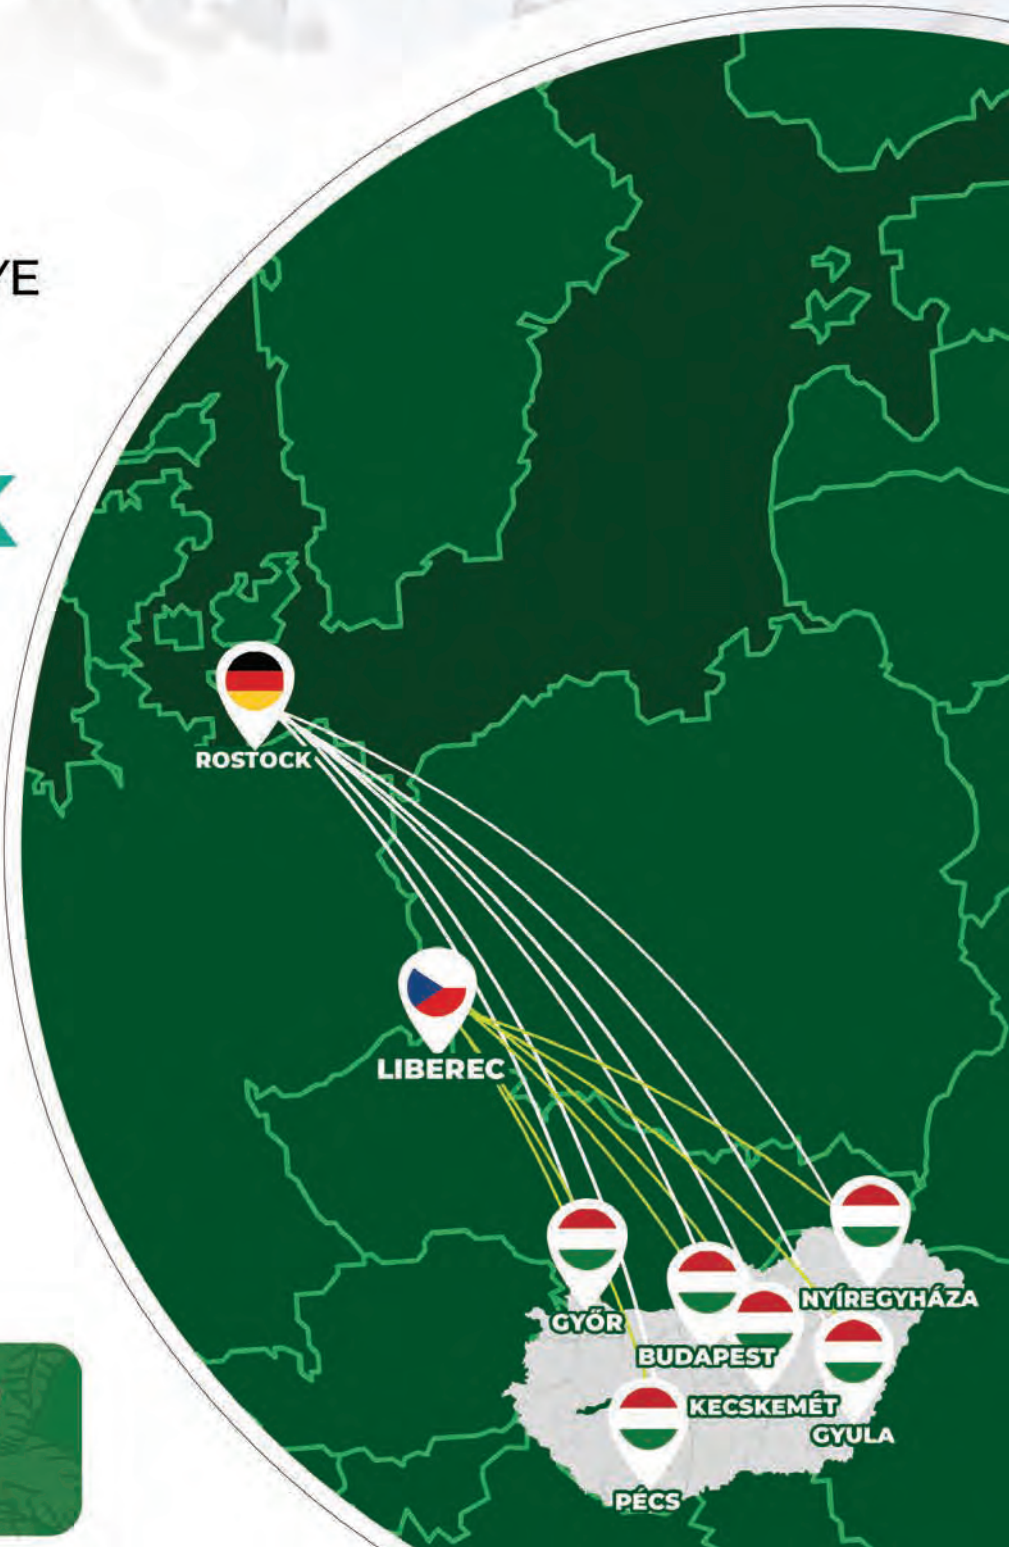 YE
ROSTOCK
LIBEREC
NYÍREGYHÁZA
GYŐR
BUDAPEST
KECSKEMÉT
GYULA
PÉCS